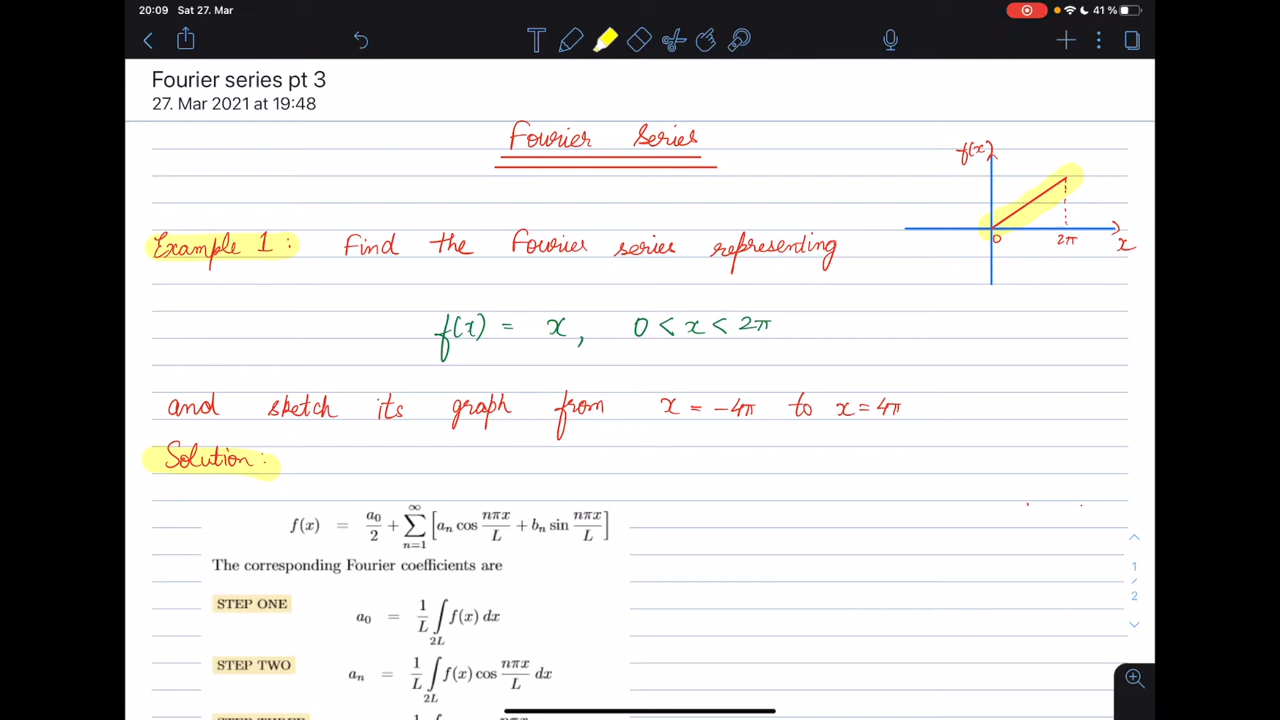 20:09 Sat 27. Mar 41 %
Fourier series pt 3
27. Mar 2021 at 19:48
Fourier Series
f(x)
0 2π x
Example 1: Find the Fourier series representing
f(x) = x, 0 < x < 2π
and sketch its graph from x = -4π to x = 4π
Solution:
f(x) = a₀/2 + ∑_{n=1}^{∞} [aₙ cos nπx/L + bₙ sin nπx/L]
The corresponding Fourier coefficients are
STEP ONE a₀ = 1/L ∫_{2L} f(x) dx
STEP TWO aₙ = 1/L ∫_{2L} f(x) cos nπx/L dx
1
/
2